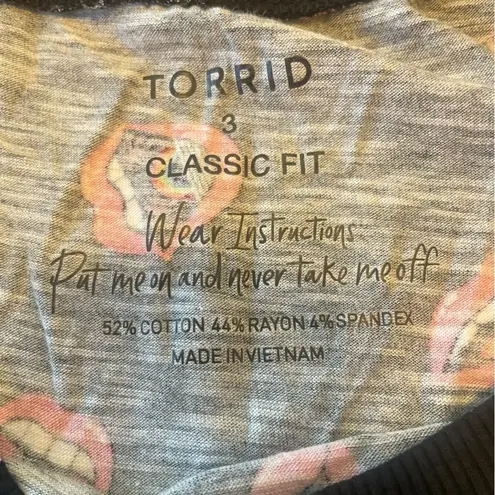 TORRID
3
CLASSIC FIT
Wear Instructions
Put me on and never take me off
52% COTTON 44% RAYON 4% SPANDEX
MADE IN VIETNAM